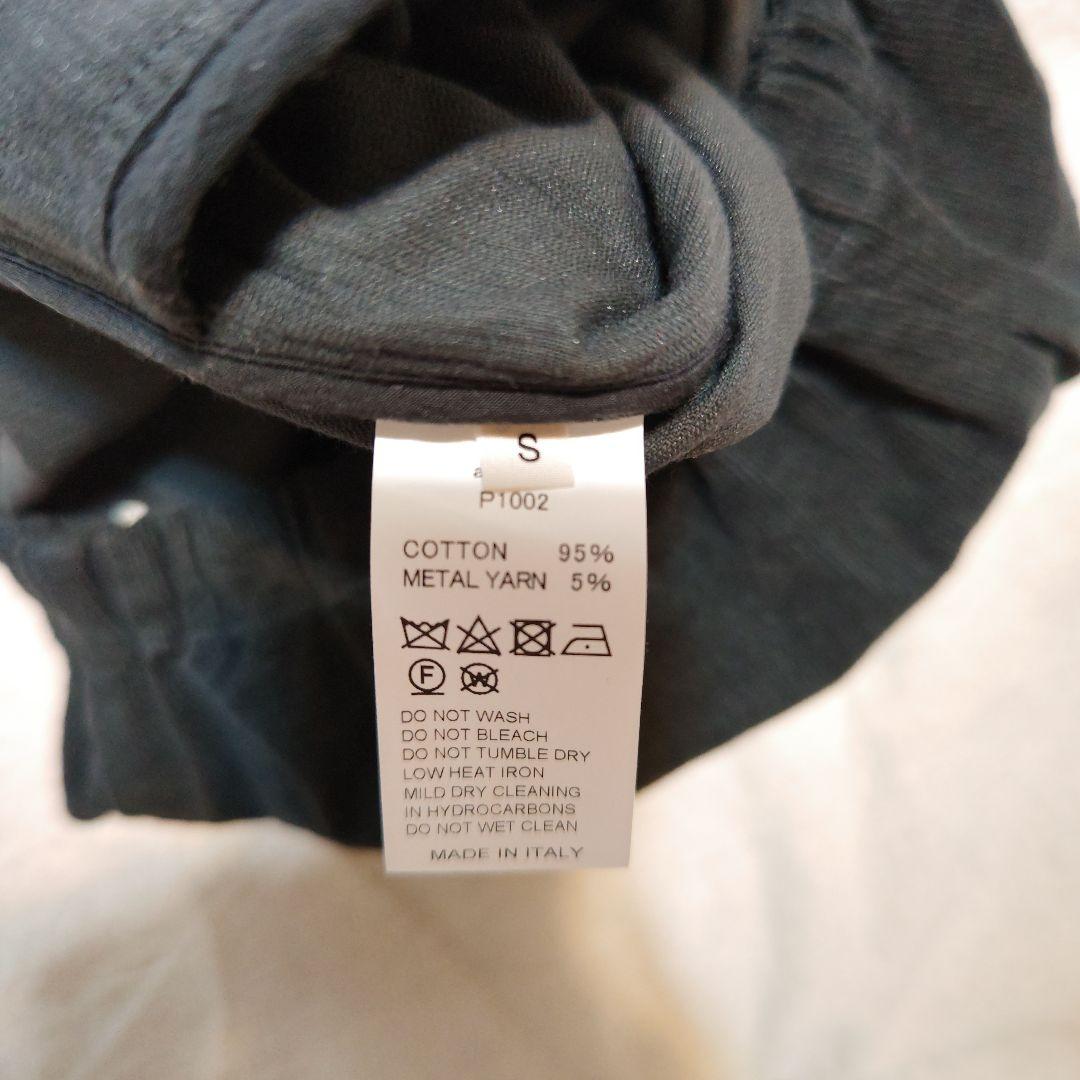 S
a
P1002
COTTON 95%
METAL YARN 5%
F W
DO NOT WASH
DO NOT BLEACH
DO NOT TUMBLE DRY
LOW HEAT IRON
MILD DRY CLEANING
IN HYDROCARBONS
DO NOT WET CLEAN
MADE IN ITALY